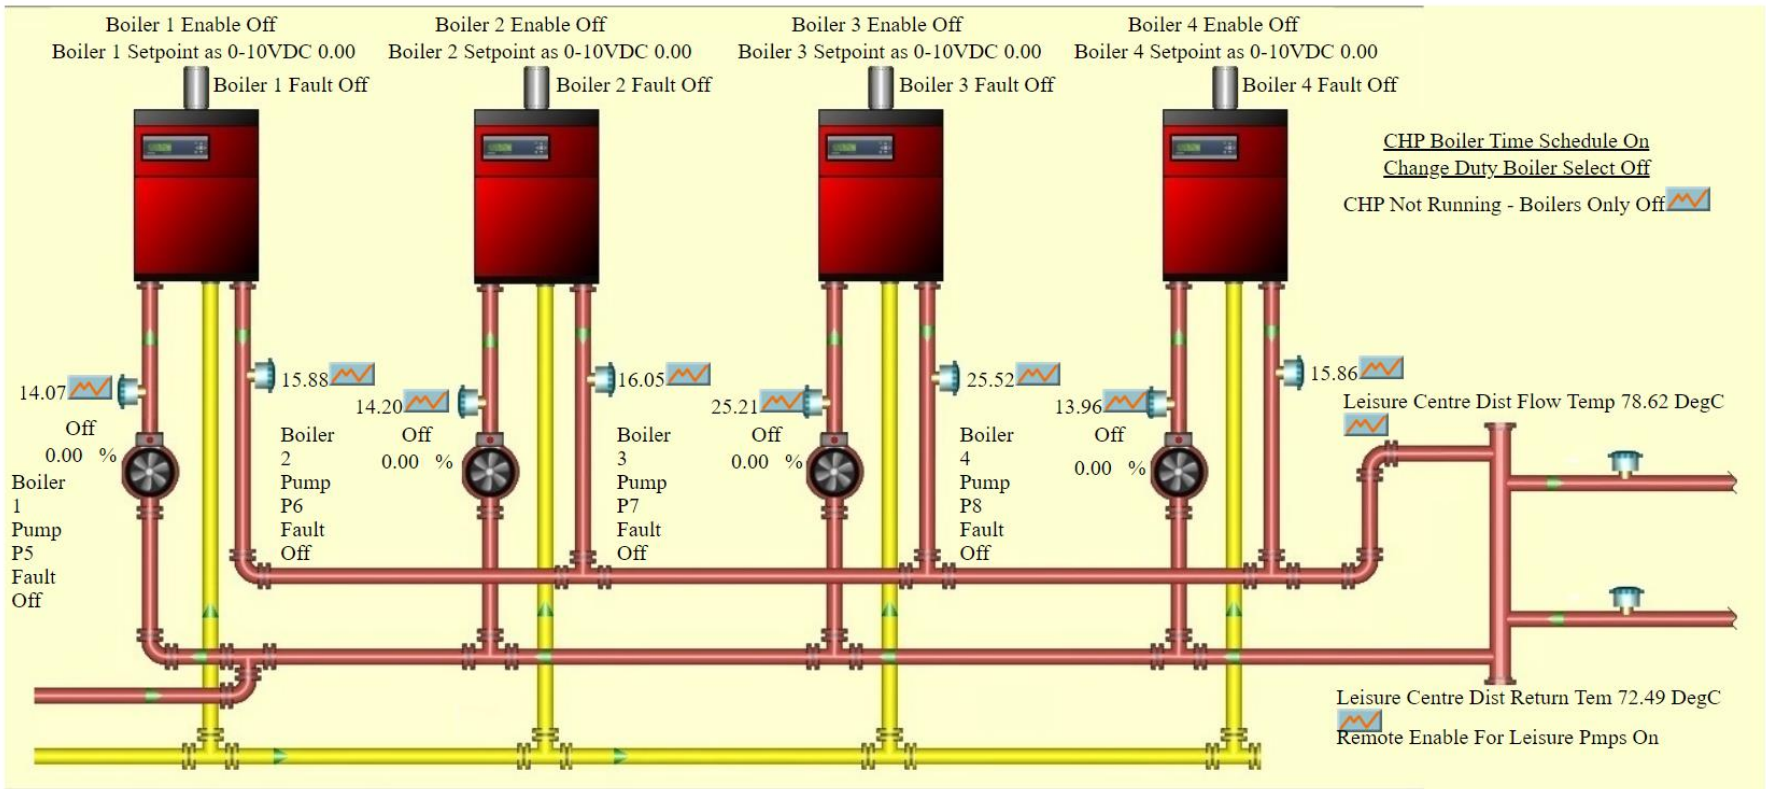 Boiler 1 Enable Off
Boiler 1 Setpoint as 0-10VDC 0.00
Boiler 1 Fault Off
Boiler 2 Enable Off
Boiler 2 Setpoint as 0-10VDC 0.00
Boiler 2 Fault Off
Boiler 3 Enable Off
Boiler 3 Setpoint as 0-10VDC 0.00
Boiler 3 Fault Off
Boiler 4 Enable Off
Boiler 4 Setpoint as 0-10VDC 0.00
Boiler 4 Fault Off
CHP Boiler Time Schedule On
Change Duty Boiler Select Off
CHP Not Running - Boilers Only Off
14.07
15.88
Off
0.00 %
Boiler
1
Pump
P5
Fault
Off
14.20
16.05
Off
0.00 %
Boiler
2
Pump
P6
Fault
Off
25.21
25.52
Off
0.00 %
Boiler
3
Pump
P7
Fault
Off
13.96
15.86
Off
0.00 %
Boiler
4
Pump
P8
Fault
Off
Leisure Centre Dist Flow Temp 78.62 DegC
Leisure Centre Dist Return Tem 72.49 DegC
Remote Enable For Leisure Pmps On